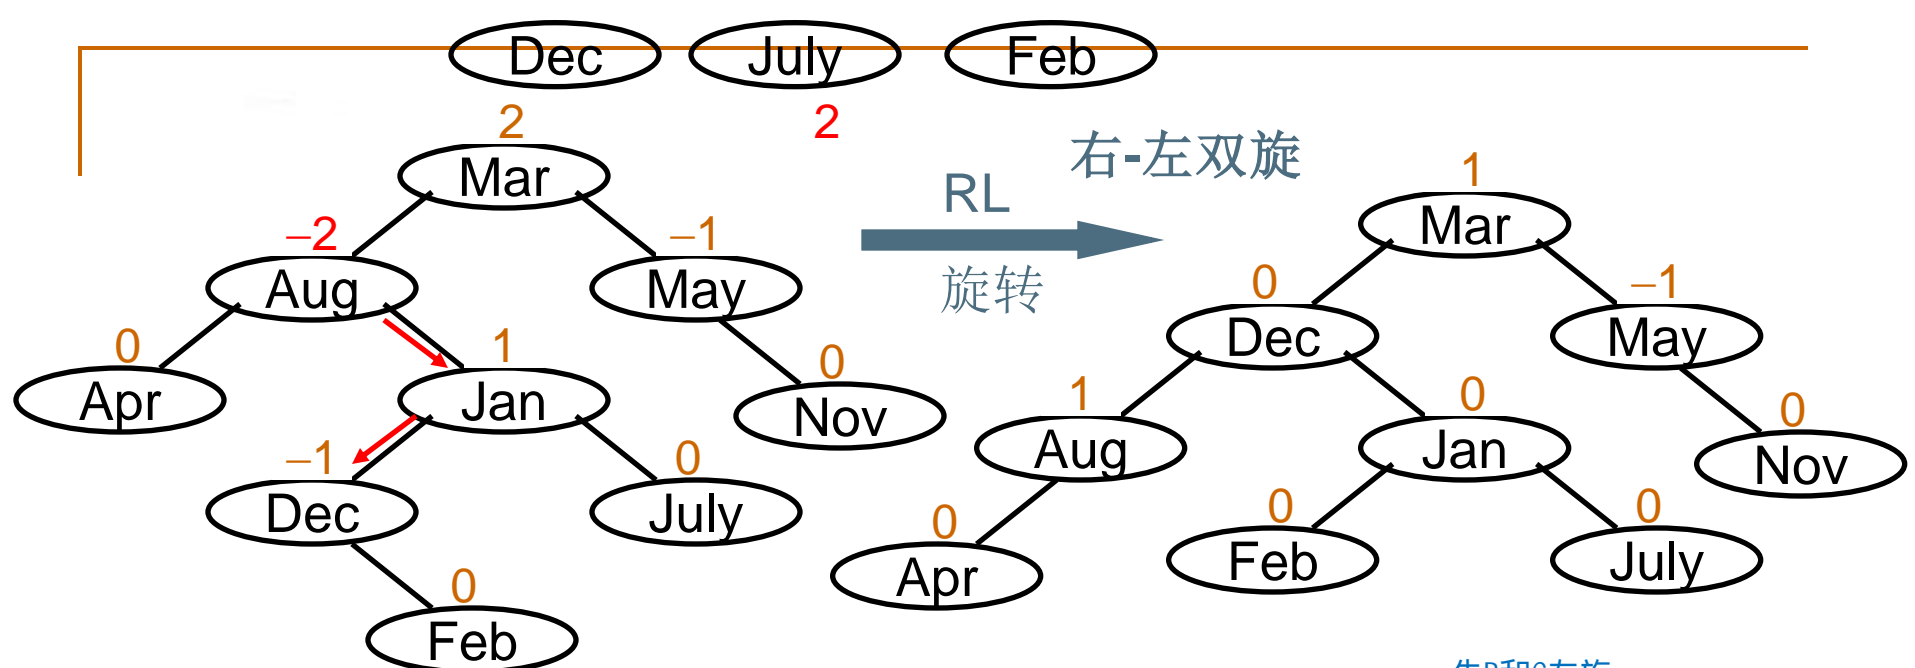 Dec July Feb
2 2
Mar
右-左双旋
1
RL
Mar
–2 –1
Aug May
旋转
0 –1
Dec May
0 1 0
Apr Jan Nov
1 0 0
Aug Jan Nov
–1 0
Dec July
0 0 0
Apr Feb July
0
Feb